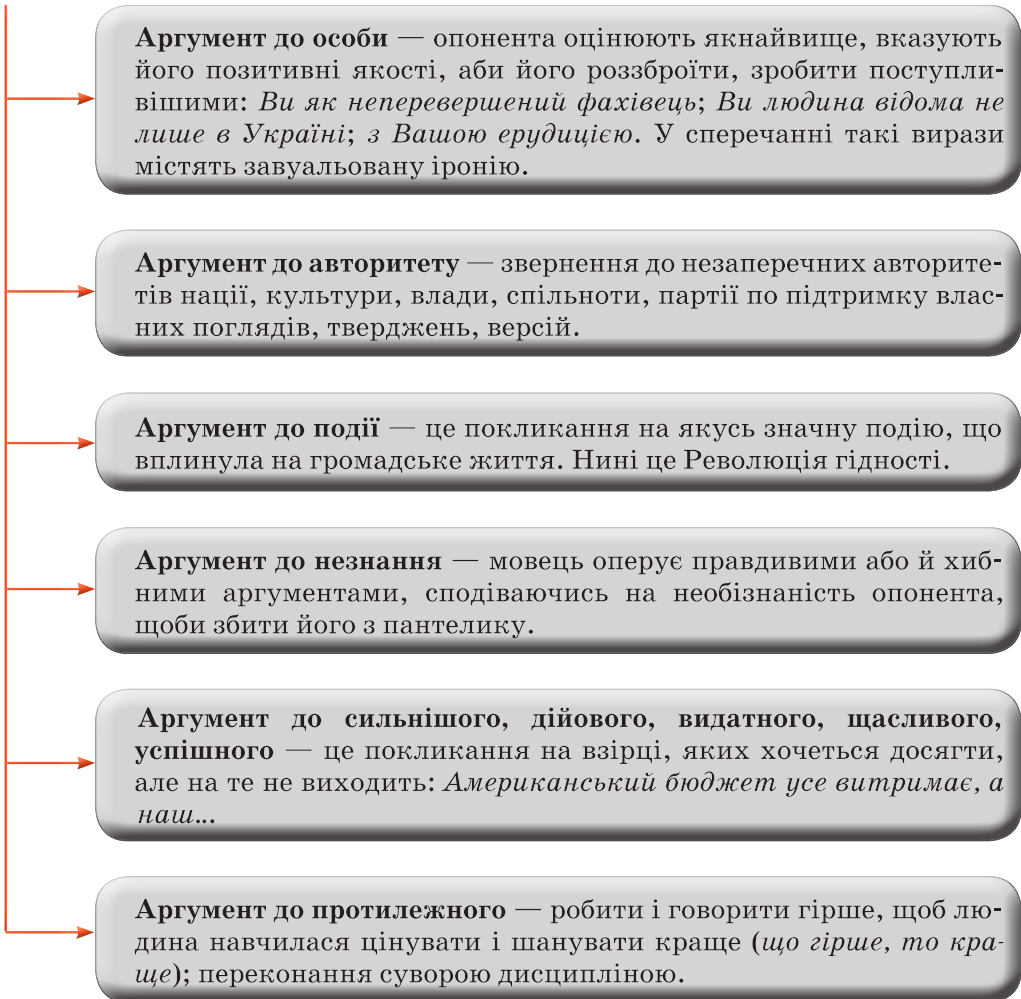 Аргумент до особи — опонента оцінюють якнайвище, вказують
його позитивні якості, аби його роззброїти, зробити поступли-
вішими: Ви як неперевершений фахівець; Ви людина відома не
лише в Україні; з Вашою ерудицією. У сперечанні такі вирази
містять завуальовану іронію.
Аргумент до авторитету — звернення до незаперечних авторите-
тів нації, культури, влади, спільноти, партії по підтримку влас-
них поглядів, тверджень, версій.
Аргумент до події — це покликання на якусь значну подію, що
вплинула на громадське життя. Нині це Революція гідності.
Аргумент до незнання — мовець оперує правдивими або й хиб-
ними аргументами, сподіваючись на необізнаність опонента,
щоби збити його з пантелику.
Аргумент до сильнішого, дійового, видатного, щасливого,
успішного — це покликання на взірці, яких хочеться досягти,
але на те не виходить: Американський бюджет усе витримає, а
наш...
Аргумент до протилежного — робити і говорити гірше, щоб лю-
дина навчилася цінувати і шанувати краще (що гірше, то кра-
ще); переконання суворою дисципліною.